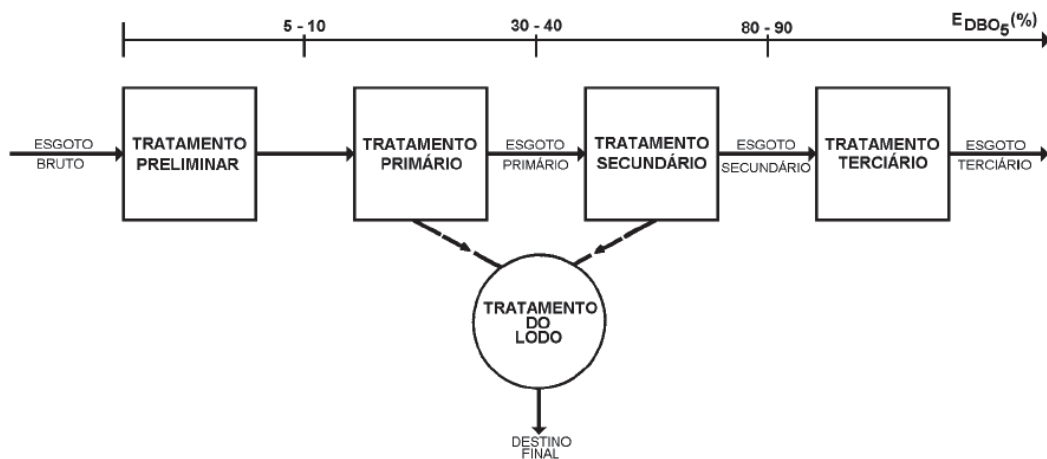 5 - 10
30 - 40
80 - 90
EDBO5(%)
ESGOTO
BRUTO
TRATAMENTO
PRELIMINAR
TRATAMENTO
PRIMÁRIO
ESGOTO
PRIMÁRIO
TRATAMENTO
SECUNDÁRIO
ESGOTO
SECUNDÁRIO
TRATAMENTO
TERCIÁRIO
ESGOTO
TERCIÁRIO
TRATAMENTO
DO
LODO
DESTINO
FINAL